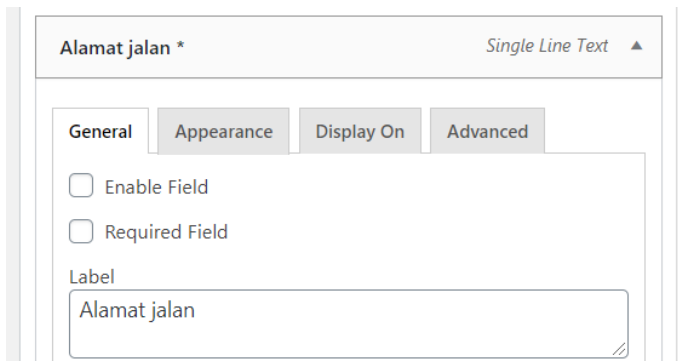 Alamat jalan * Single Line Text
General Appearance Display On Advanced
Enable Field
Required Field
Label
Alamat jalan